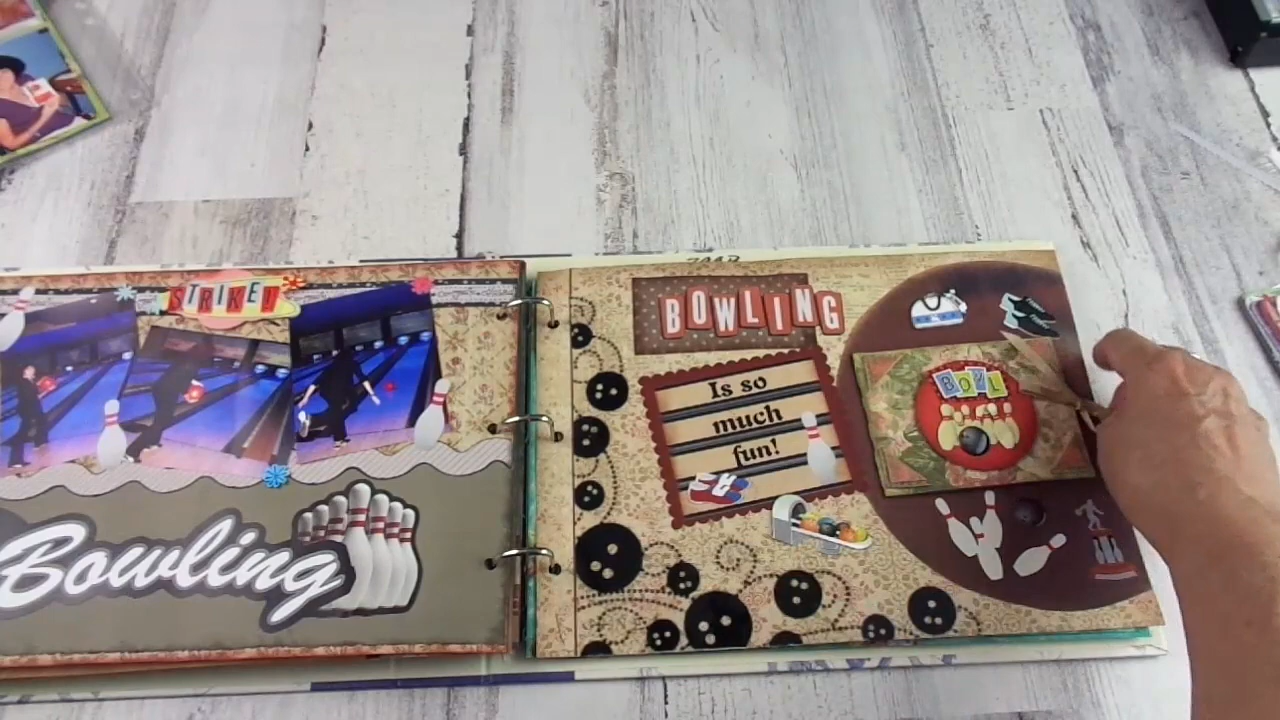 STRIKE!
Bowling
BOWLING
Is so
much
fun!
BOWL